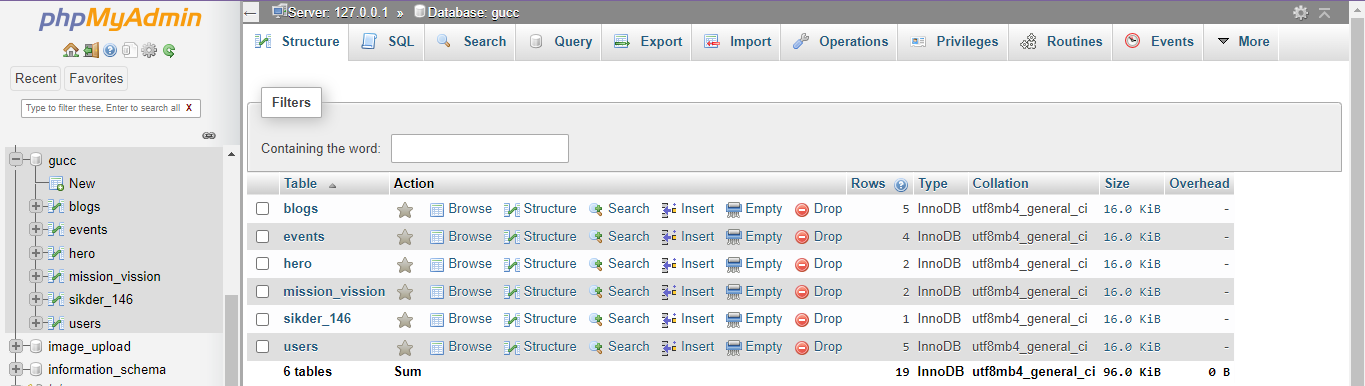 phpMyAdmin
Recent Favorites
Type to filter these, Enter to search all X
gucc
New
blogs
events
hero
mission_vission
sikder_146
users
image_upload
information_schema
Server: 127.0.0.1 » Database: gucc
Structure SQL Search Query Export Import Operations Privileges Routines Events More
Filters
Containing the word:
Table Action Rows Type Collation Size Overhead
blogs Browse Structure Search Insert Empty Drop 5 InnoDB utf8mb4_general_ci 16.0 KiB -
events Browse Structure Search Insert Empty Drop 4 InnoDB utf8mb4_general_ci 16.0 KiB -
hero Browse Structure Search Insert Empty Drop 2 InnoDB utf8mb4_general_ci 16.0 KiB -
mission_vission Browse Structure Search Insert Empty Drop 2 InnoDB utf8mb4_general_ci 16.0 KiB -
sikder_146 Browse Structure Search Insert Empty Drop 1 InnoDB utf8mb4_general_ci 16.0 KiB -
users Browse Structure Search Insert Empty Drop 5 InnoDB utf8mb4_general_ci 16.0 KiB -
6 tables Sum 19 InnoDB utf8mb4_general_ci 96.0 KiB 0 B